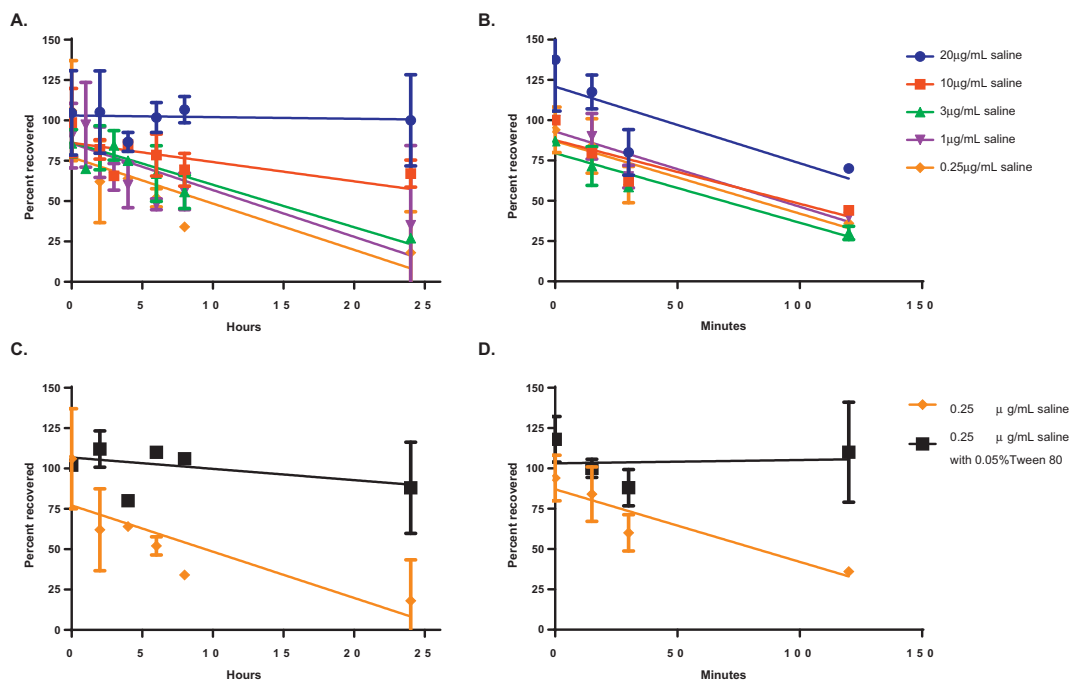 A.
150
125
100
75
50
25
0
0 5 10 15 20 25
Percent recovered
Hours
B.
150
125
100
75
50
25
0
0 50 100 150
Percent recovered
Minutes
20µg/mL saline
10µg/mL saline
3µg/mL saline
1µg/mL saline
0.25µg/mL saline
C.
150
125
100
75
50
25
0
0 5 10 15 20 25
Percent recovered
Hours
D.
150
125
100
75
50
25
0
0 50 100 150
Percent recovered
Minutes
0.25 µ g/mL saline
0.25 µ g/mL saline
with 0.05%Tween 80